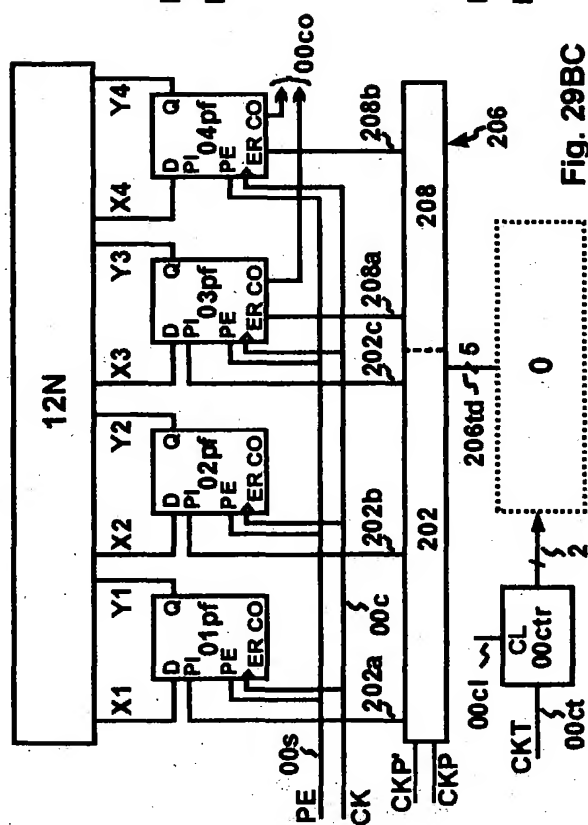 12N
X1 Y1 X2 Y2 X3 Y3 X4 Y4
D Q D Q D Q D Q
PI PI PI PI
01pf 02pf 03pf 04pf
PE PE PE PE
ER CO ER CO ER CO ER CO
00co
00s
PE
CK
202a 202b 00c 202c 208a 208b
CKP'
CKP
202 208
206
206td 5
00cl
CL
CKT 00ctr
00ct
2
0
Fig. 29BC